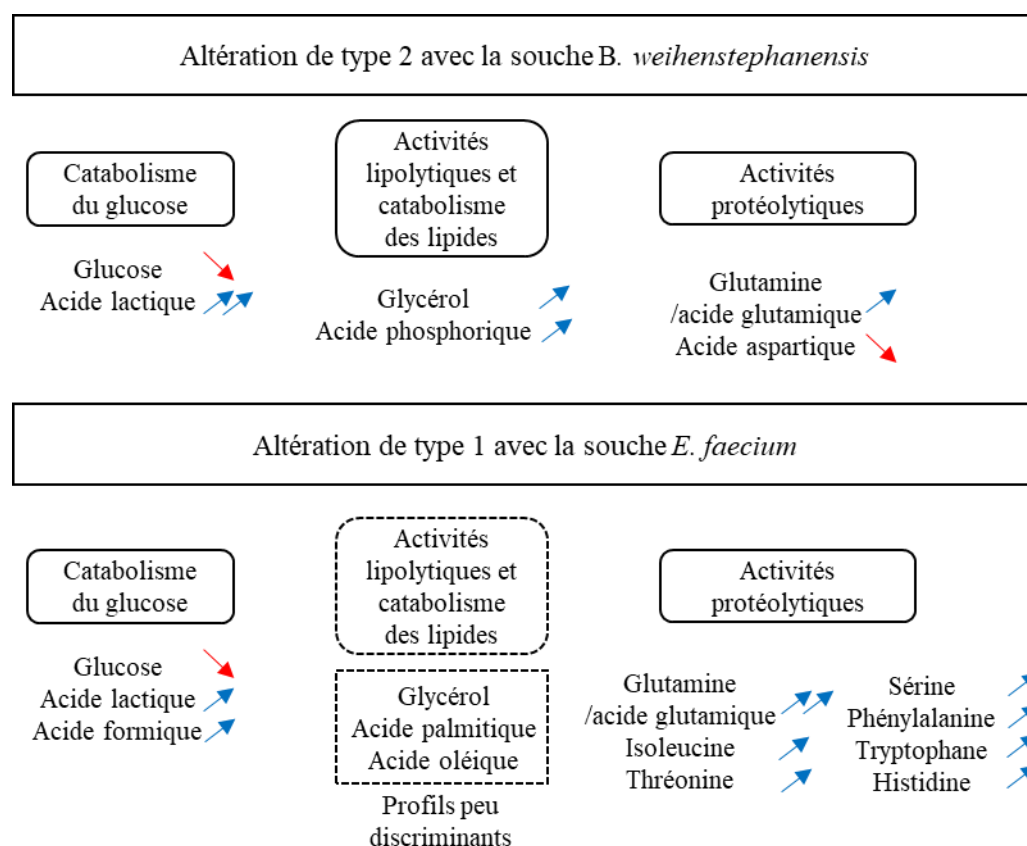 Altération de type 2 avec la souche B. weihenstephanensis
Catabolisme
du glucose
Glucose
Acide lactique
Activités
lipolytiques et
catabolisme
des lipides
Glycérol
Acide phosphorique
Activités
protéolytiques
Glutamine
/acide glutamique
Acide aspartique
Altération de type 1 avec la souche E. faecium
Catabolisme
du glucose
Glucose
Acide lactique
Acide formique
Activités
lipolytiques et
catabolisme
des lipides
Glycérol
Acide palmitique
Acide oléique
Profils peu
discriminants
Activités
protéolytiques
Glutamine
/acide glutamique
Isoleucine
Thréonine
Sérine
Phénylalanine
Tryptophane
Histidine